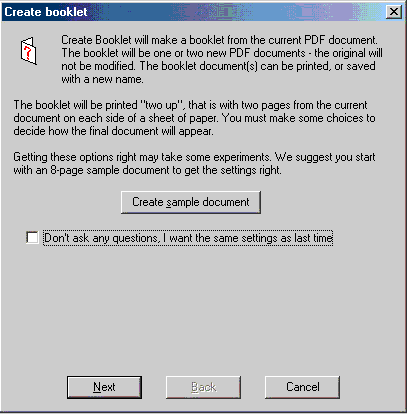 Create booklet
Create Booklet will make a booklet from the current PDF document.
The booklet will be one or two new PDF documents - the original will
not be modified. The booklet document(s) can be printed, or saved
with a new name.
The booklet will be printed "two up", that is with two pages from the current
document on each side of a sheet of paper. You must make some choices to
decide how the final document will appear.
Getting these options right may take some experiments. We suggest you start
with an 8-page sample document to get the settings right.
Create sample document
Don't ask any questions, I want the same settings as last time
Next
Back
Cancel